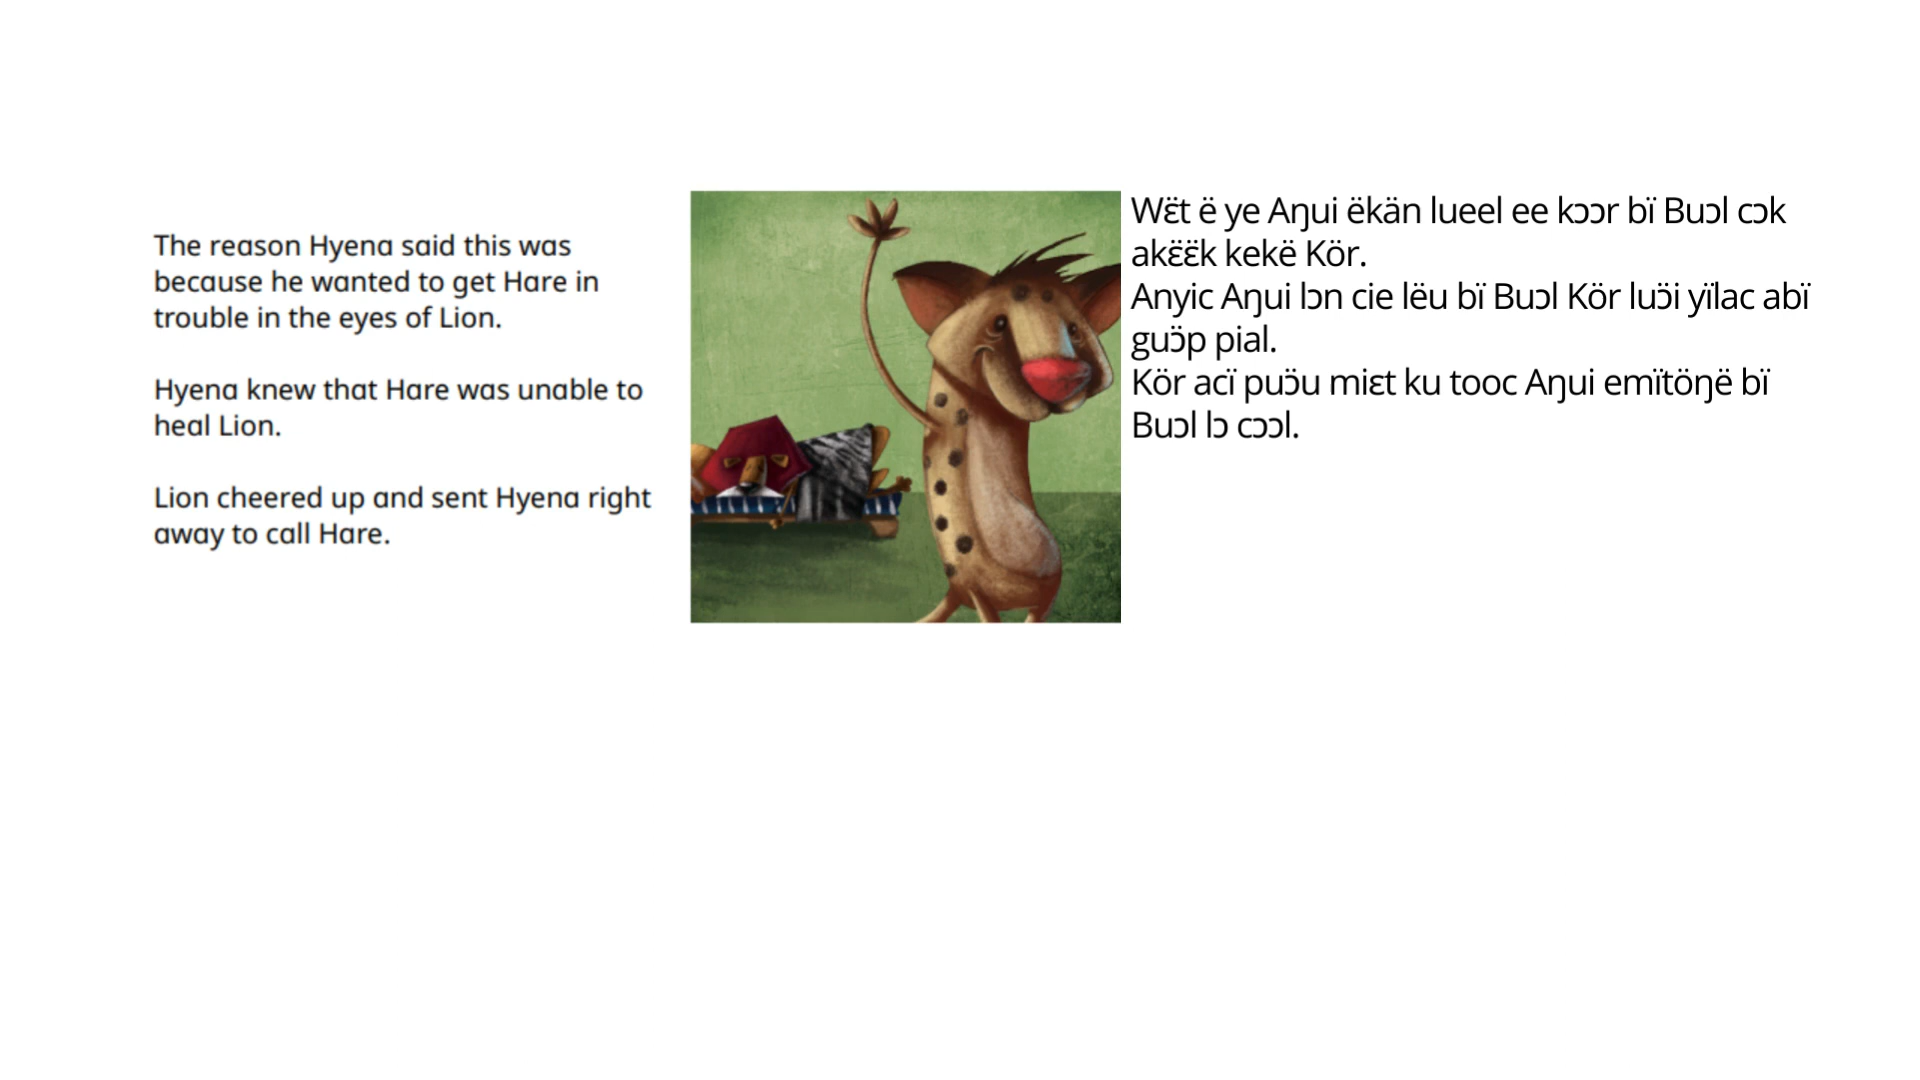 The reason Hyena said this was
because he wanted to get Hare in
trouble in the eyes of Lion.
Hyena knew that Hare was unable to
heal Lion.
Lion cheered up and sent Hyena right
away to call Hare.
Wɛ̈t ë ye Aŋui ëkän lueel ee kɔɔr bï Buɔl cɔk
akɛ̈ɛ̈k kekë Kör.
Anyic Aŋui lɔn cie lëu bï Buɔl Kör luɔ̈i yïlac abï
guɔ̈p pial.
Kör acï puɔ̈u miɛt ku tooc Aŋui emïtöŋë bï
Buɔl lɔ cɔɔl.